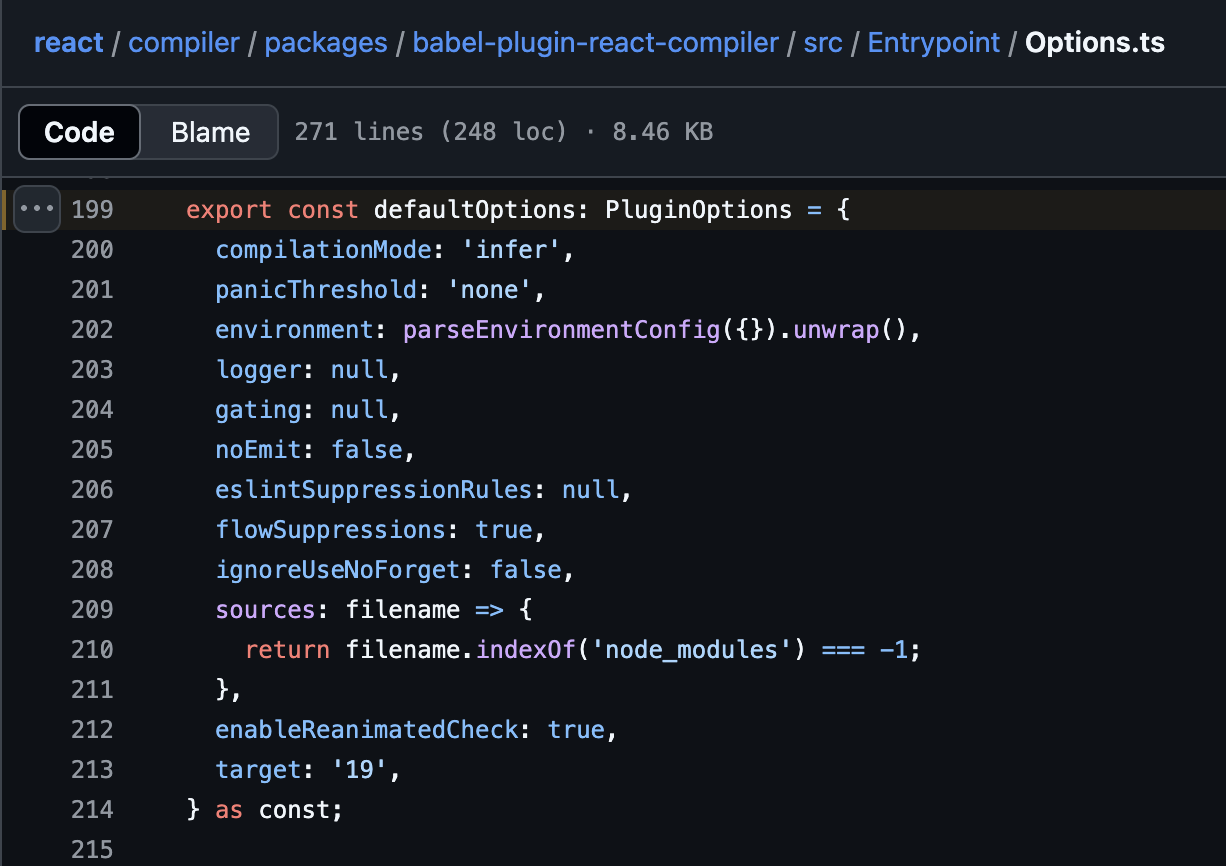 react / compiler / packages / babel-plugin-react-compiler / src / Entrypoint / Options.ts
Code Blame 271 lines (248 loc) · 8.46 KB
199 export const defaultOptions: PluginOptions = {
200 compilationMode: 'infer',
201 panicThreshold: 'none',
202 environment: parseEnvironmentConfig({}).unwrap(),
203 logger: null,
204 gating: null,
205 noEmit: false,
206 eslintSuppressionRules: null,
207 flowSuppressions: true,
208 ignoreUseNoForget: false,
209 sources: filename => {
210 return filename.indexOf('node_modules') === -1;
211 },
212 enableReanimatedCheck: true,
213 target: '19',
214 } as const;
215